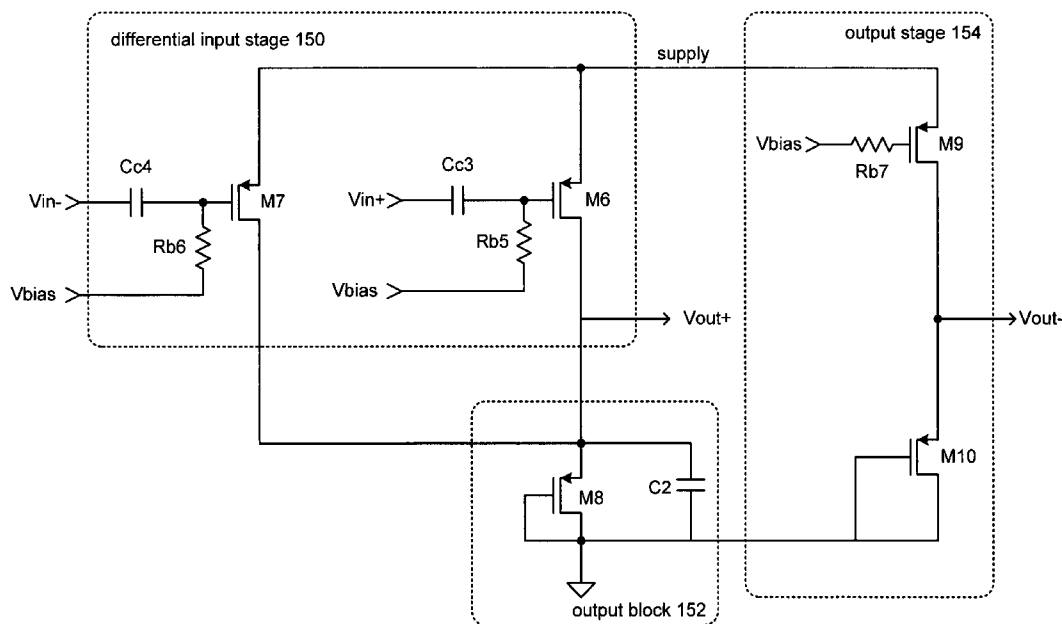 differential input stage 150
output stage 154
supply
Vbias
Rb7
M9
Cc4
Cc3
Vin-
M7
Vin+
M6
Rb6
Rb5
Vbias
Vbias
Vout+
Vout-
M8
C2
M10
output block 152